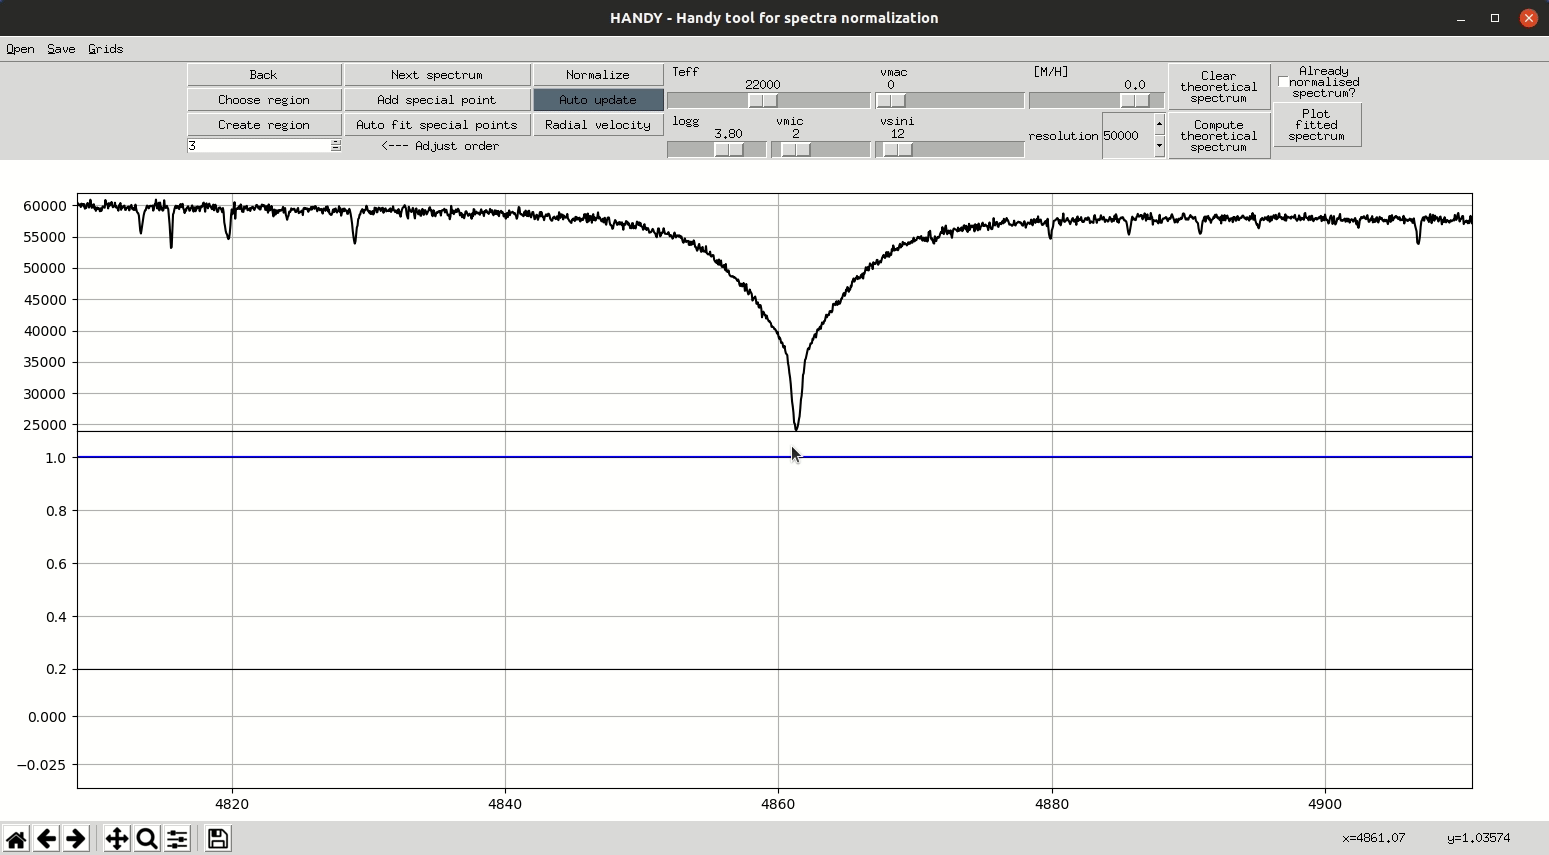 HANDY - Handy tool for spectra normalization
Open Save Grids
Back Next spectrum Normalize
Choose region Add special point Auto update
Create region Auto fit special points Radial velocity
3 <--- Adjust order
Teff vmac [M/H]
22000 0 0.0
logg vmic vsini
3.80 2 12
resolution 50000
Clear
theoretical
spectrum
Compute
theoretical
spectrum
Already
normalised
spectrum?
Plot
fitted
spectrum
60000
55000
50000
45000
40000
35000
30000
25000
1.0
0.8
0.6
0.4
0.2
0.000
−0.025
4820 4840 4860 4880 4900
x=4861.07 y=1.03574